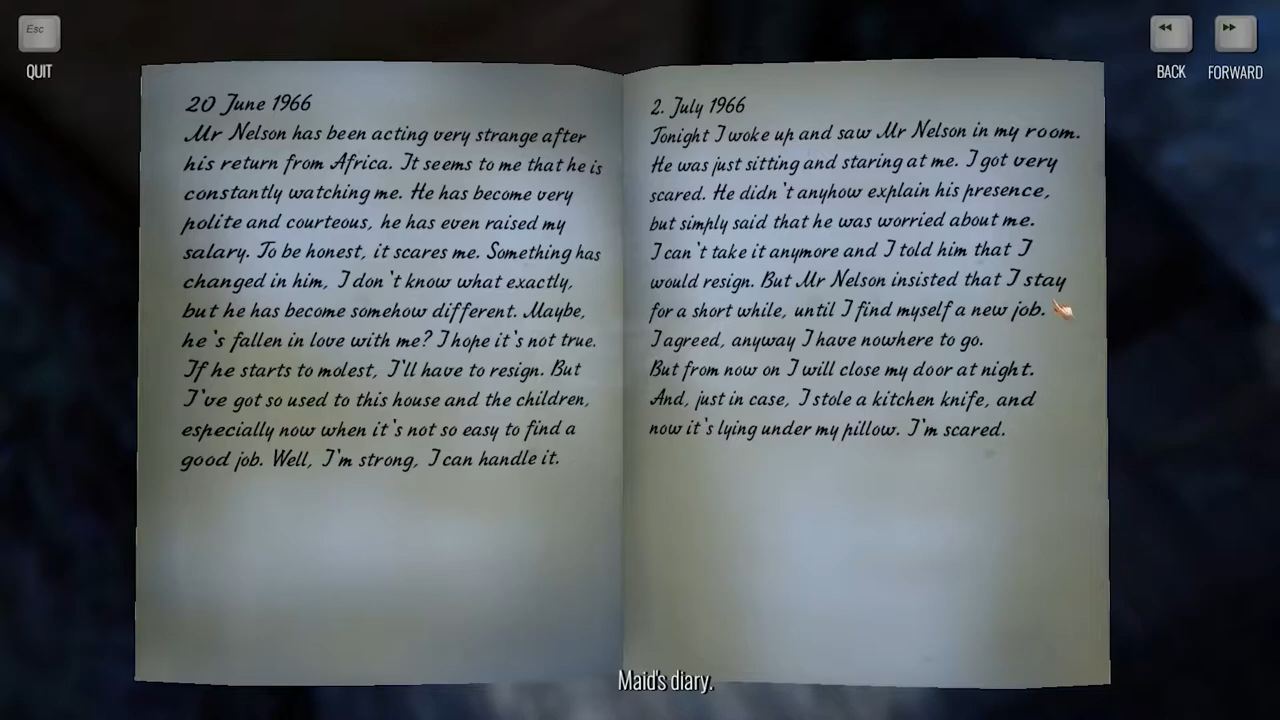 Esc
QUIT
BACK
FORWARD
20 June 1966
Mr Nelson has been acting very strange after
his return from Africa. It seems to me that he is
constantly watching me. He has become very
polite and courteous, he has even raised my
salary. To be honest, it scares me. Something has
changed in him, I don't know what exactly,
but he has become somehow different. Maybe,
he's fallen in love with me? I hope it's not true.
If he starts to molest, I'll have to resign. But
I've got so used to this house and the children,
especially now when it's not so easy to find a
good job. Well, I'm strong, I can handle it.
2. July 1966
Tonight I woke up and saw Mr Nelson in my room.
He was just sitting and staring at me. I got very
scared. He didn't anyhow explain his presence,
but simply said that he was worried about me.
I can't take it anymore and I told him that I
would resign. But Mr Nelson insisted that I stay
for a short while, until I find myself a new job.
I agreed, anyway I have nowhere to go.
But from now on I will close my door at night.
And, just in case, I stole a kitchen knife, and
now it's lying under my pillow. I'm scared.
Maid's diary.